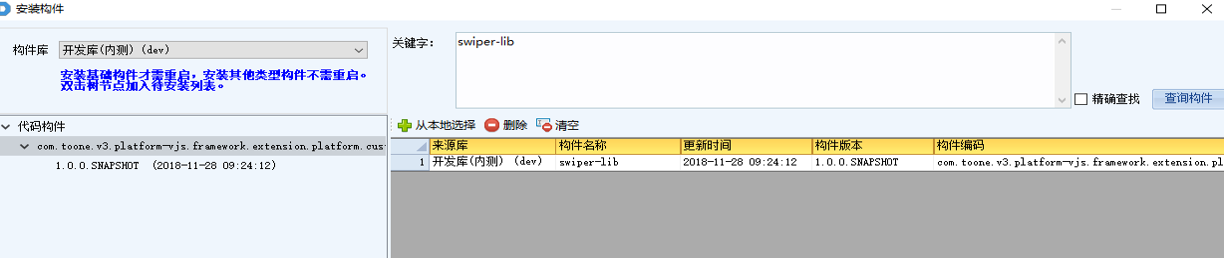 安装构件
构件库
开发库(内测) (dev)
安装基础构件才需重启，安装其他类型构件不需重启。
双击树节点加入待安装列表。
关键字：
swiper-lib
精确查找
查询构件
代码构件
com.toone.v3.platform-vjs.framework.extension.platform.cus
1.0.0.SNAPSHOT (2018-11-28 09:24:12)
从本地选择 删除 清空
来源库 构件名称 更新时间 构件版本 构件编码
1 开发库(内测) (dev) swiper-lib 2018-11-28 09:24:12 1.0.0.SNAPSHOT com.toone.v3.platform-vjs.framework.extension.pl